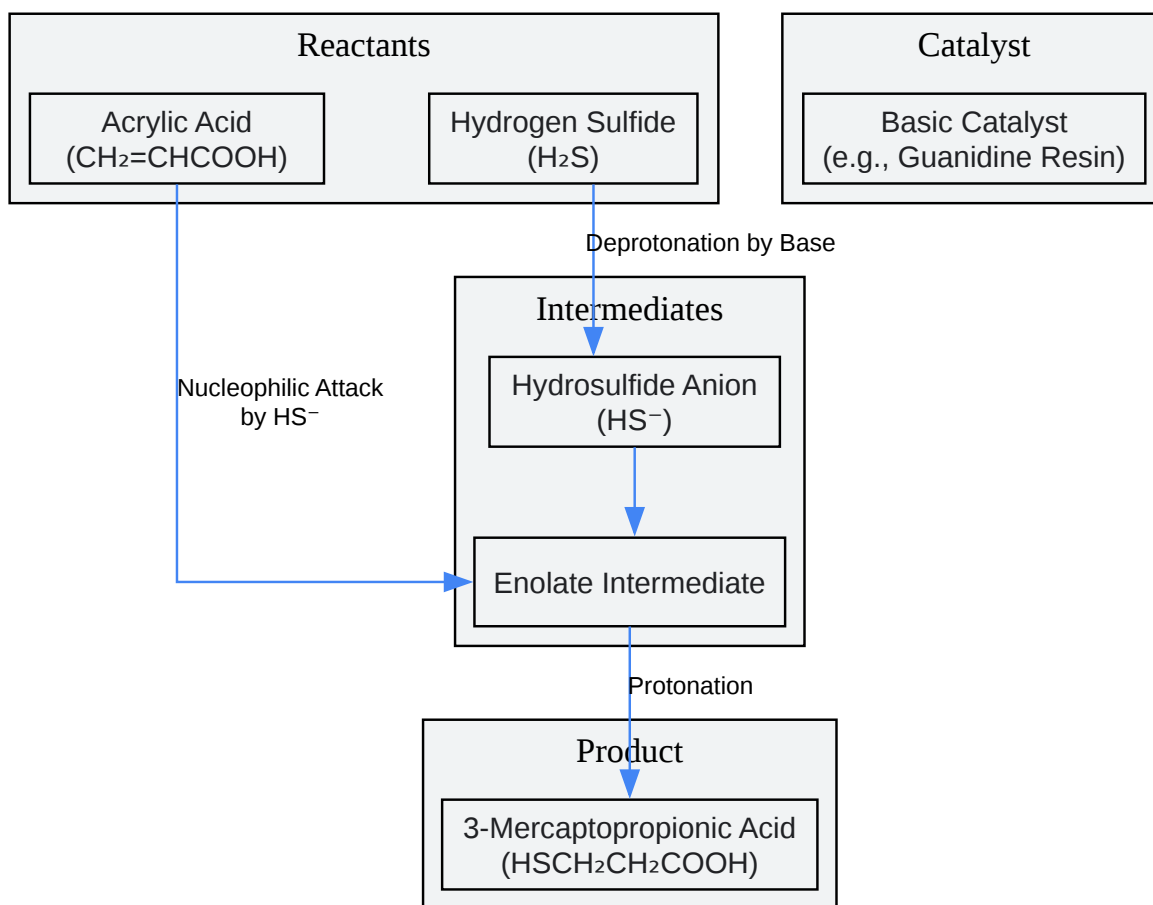 Reactants
Catalyst
Acrylic Acid
(CH₂=CHCOOH)
Hydrogen Sulfide
(H₂S)
Basic Catalyst
(e.g., Guanidine Resin)
Deprotonation by Base
Intermediates
Nucleophilic Attack
by HS⁻
Hydrosulfide Anion
(HS⁻)
Enolate Intermediate
Protonation
Product
3-Mercaptopropionic Acid
(HSCH₂CH₂COOH)